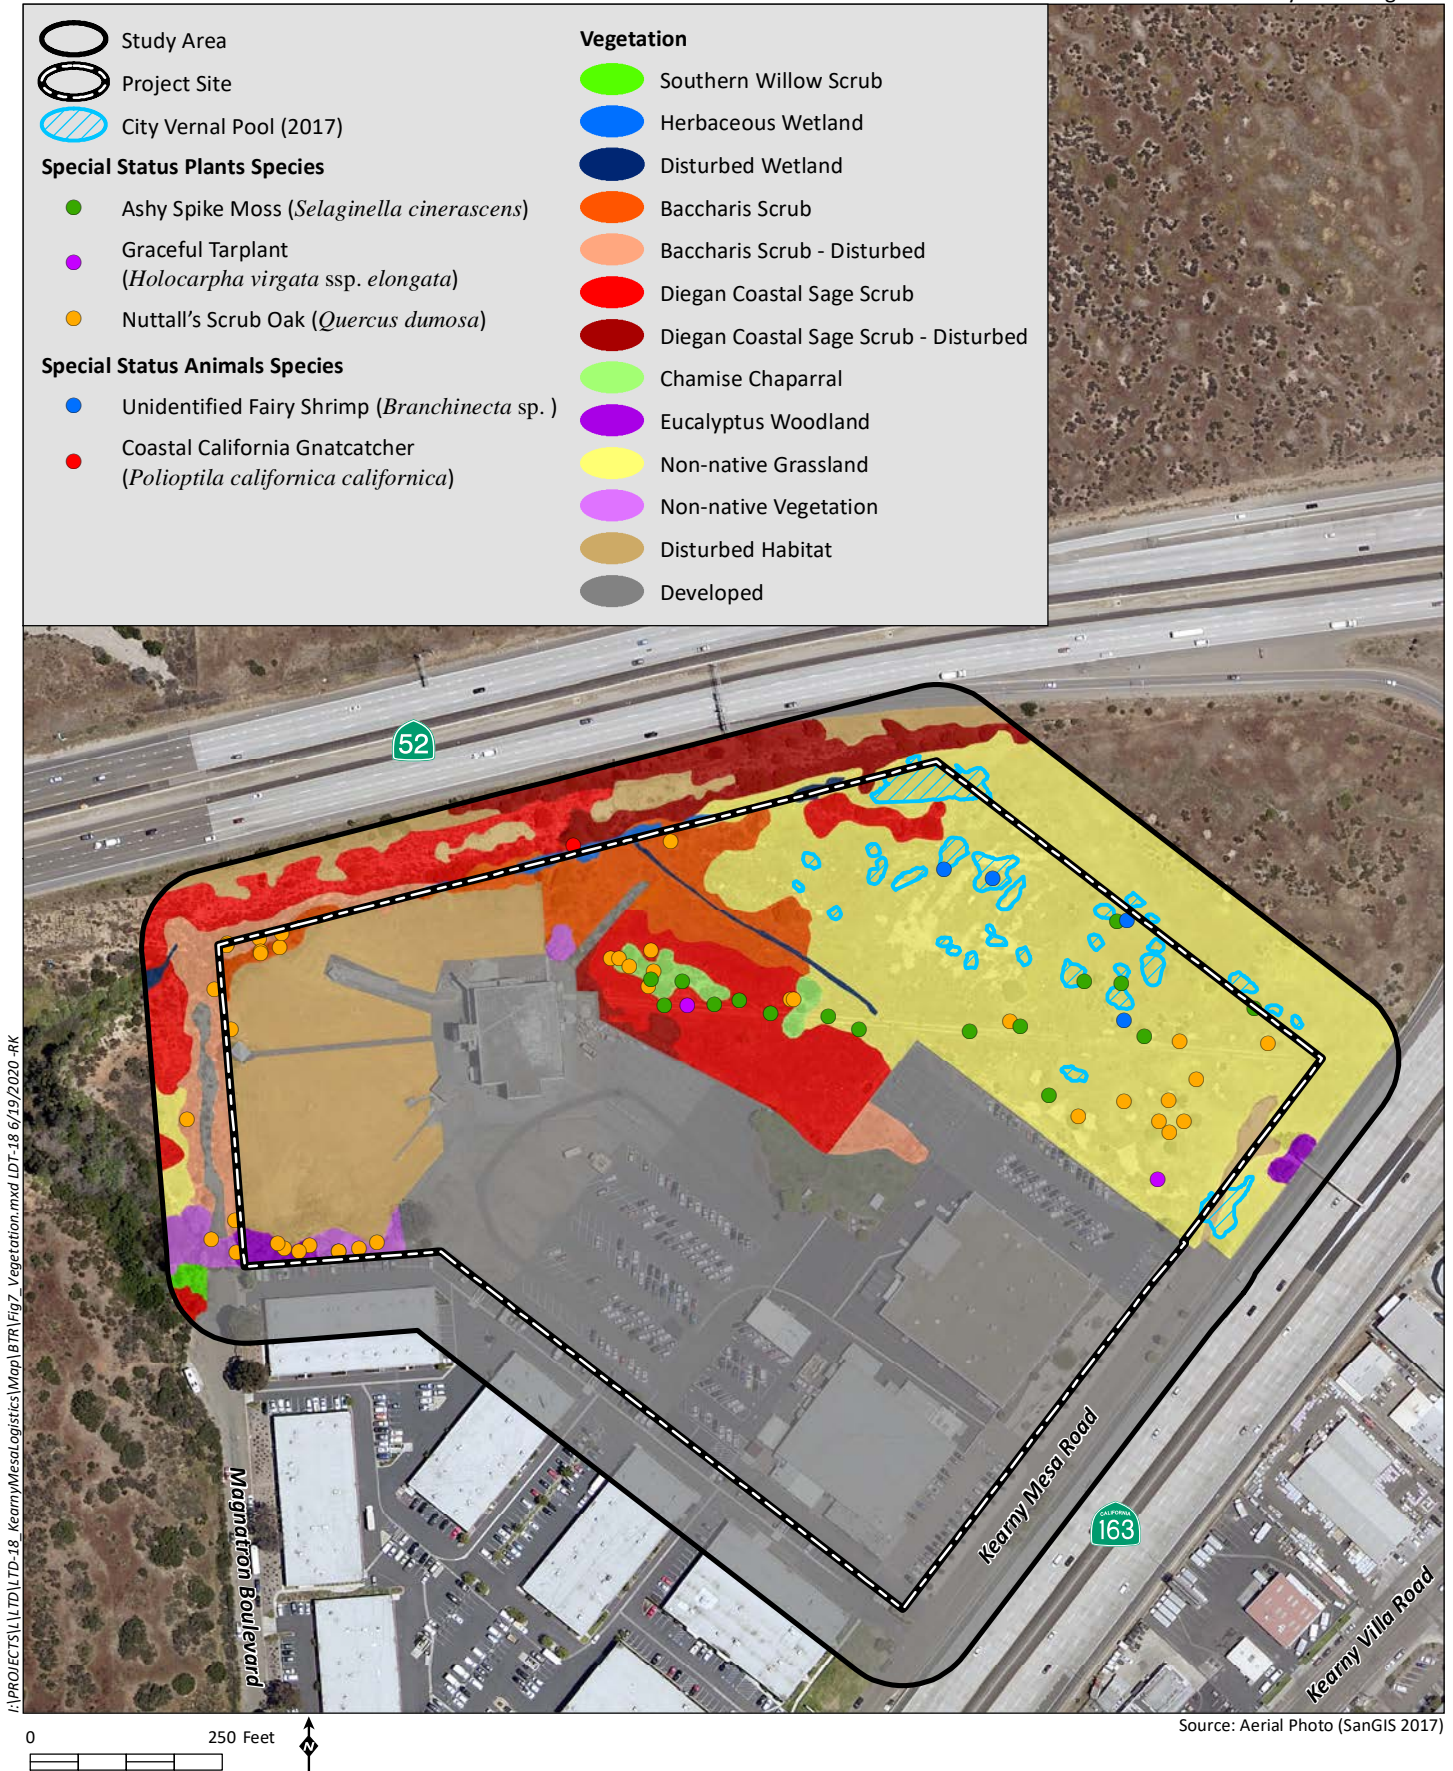 Study Area
Project Site
City Vernal Pool (2017)
Special Status Plants Species
Ashy Spike Moss (Selaginella cinerascens)
Graceful Tarplant
(Holocarpha virgata ssp. elongata)
Nuttall's Scrub Oak (Quercus dumosa)
Special Status Animals Species
Unidentified Fairy Shrimp (Branchinecta sp. )
Coastal California Gnatcatcher
(Polioptila californica californica)
Vegetation
Southern Willow Scrub
Herbaceous Wetland
Disturbed Wetland
Baccharis Scrub
Baccharis Scrub - Disturbed
Diegan Coastal Sage Scrub
Diegan Coastal Sage Scrub - Disturbed
Chamise Chaparral
Eucalyptus Woodland
Non-native Grassland
Non-native Vegetation
Disturbed Habitat
Developed
52
Kearny Mesa Road
CALIFORNIA
163
Magnatron Boulevard
Kearny Villa Road
I:\PROJECTS\L\LTD\LTD-18_KearnyMesaLogistics\Map\BTR\Fig7_Vegetation.mxd LDT-18 6/19/2020 -RK
Source: Aerial Photo (SanGIS 2017)
0 250 Feet
N